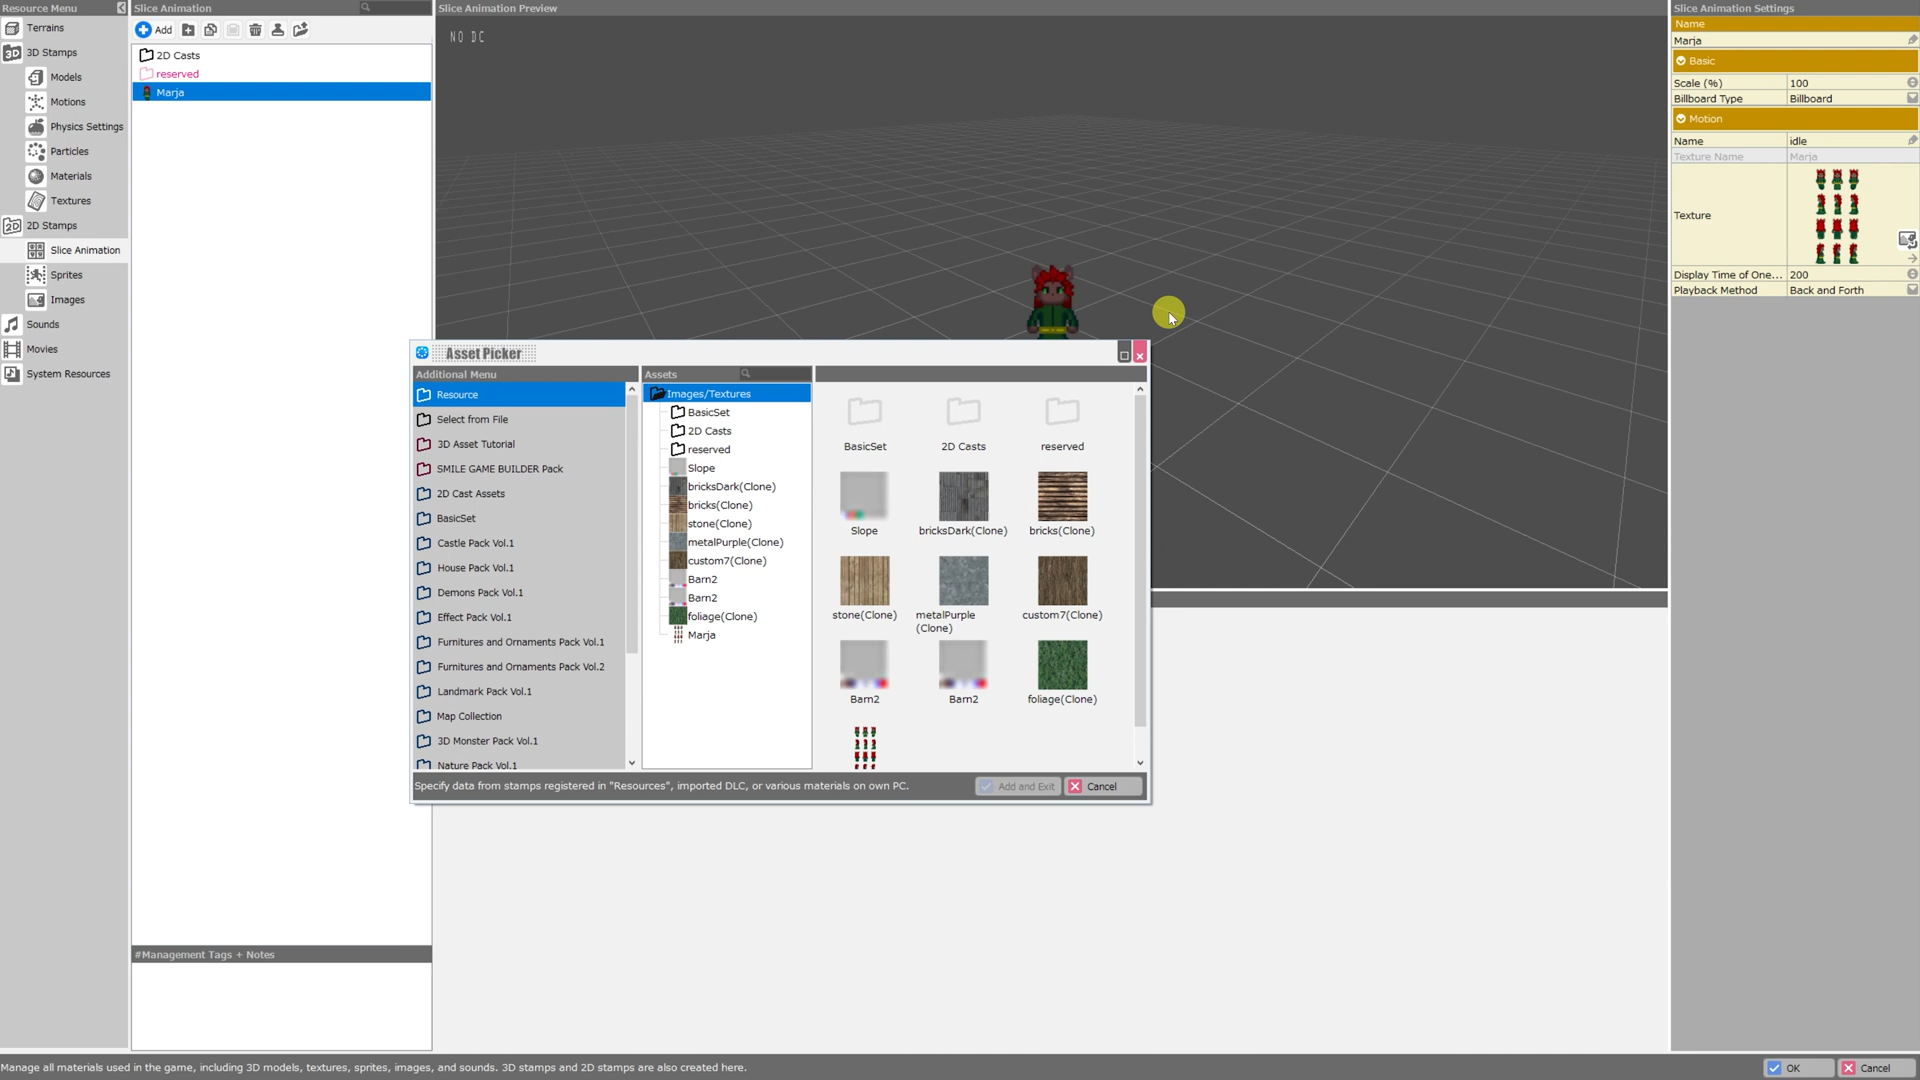 Resource Menu
Terrains
3D Stamps
Models
Motions
Physics Settings
Particles
Materials
Textures
2D Stamps
Slice Animation
Sprites
Images
Sounds
Movies
System Resources
Slice Animation
Add
2D Casts
reserved
Marja
#Management Tags + Notes
Slice Animation Preview
NO DC
Asset Picker
Additional Menu
Resource
Select from File
3D Asset Tutorial
SMILE GAME BUILDER Pack
2D Cast Assets
BasicSet
Castle Pack Vol.1
House Pack Vol.1
Demons Pack Vol.1
Effect Pack Vol.1
Furnitures and Ornaments Pack Vol.1
Furnitures and Ornaments Pack Vol.2
Landmark Pack Vol.1
Map Collection
3D Monster Pack Vol.1
Nature Pack Vol.1
Assets
Images/Textures
BasicSet
2D Casts
reserved
Slope
bricksDark(Clone)
bricks(Clone)
stone(Clone)
metalPurple(Clone)
custom7(Clone)
Barn2
Barn2
foliage(Clone)
Marja
BasicSet
2D Casts
reserved
Slope
bricksDark(Clone)
bricks(Clone)
stone(Clone)
metalPurple
(Clone)
custom7(Clone)
Barn2
Barn2
foliage(Clone)
Specify data from stamps registered in "Resources", imported DLC, or various materials on own PC.
Add and Exit
Cancel
Slice Animation Settings
Name
Marja
Basic
Scale (%) 100
Billboard Type Billboard
Motion
Name idle
Texture Name Marja
Texture
Display Time of One... 200
Playback Method Back and Forth
Manage all materials used in the game, including 3D models, textures, sprites, images, and sounds. 3D stamps and 2D stamps are also created here.
OK
Cancel